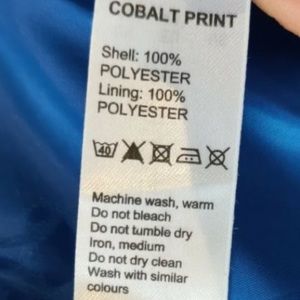 COBALT PRINT
Shell: 100%
POLYESTER
Lining: 100%
POLYESTER
40
Machine wash, warm
Do not bleach
Do not tumble dry
Iron, medium
Do not dry clean
Wash with similar
colours